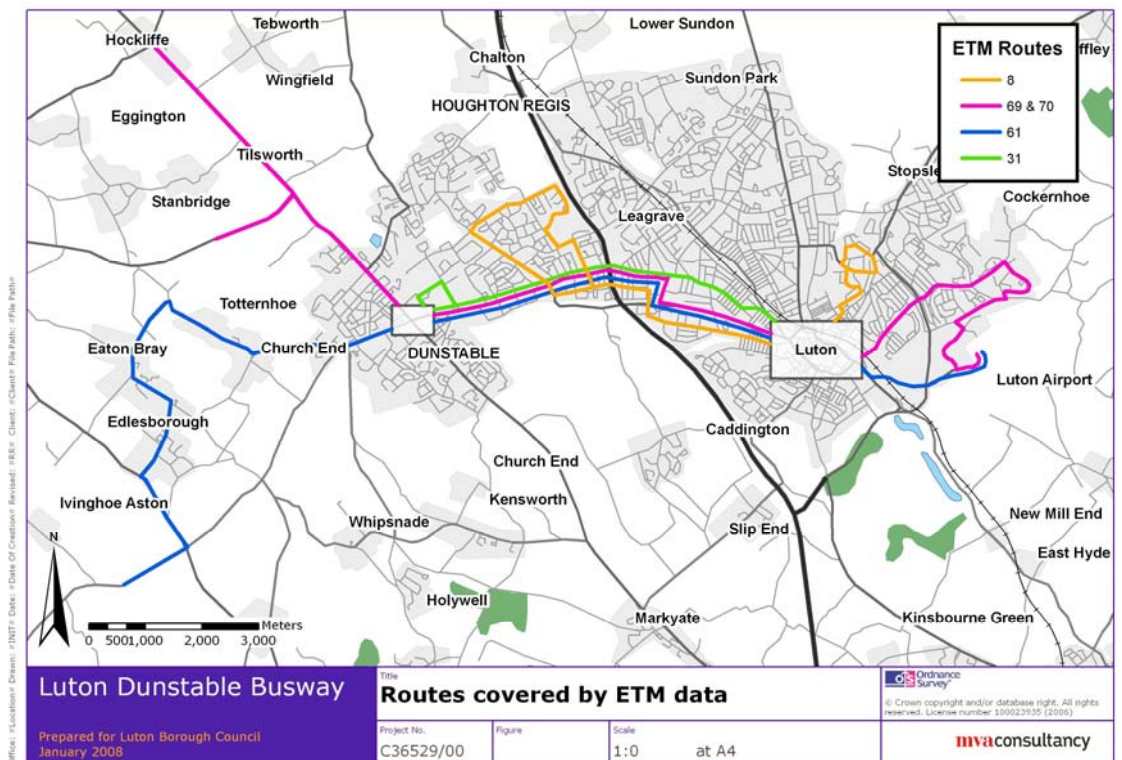 Hockliffe
Tebworth
Lower Sundon
Wingfield
Chalton
Sundon Park
ffley
ETM Routes
8
69 & 70
61
31
HOUGHTON REGIS
Eggington
Tilsworth
Stopsle
Stanbridge
Cockernhoe
Leagrave
Totternhoe
Eaton Bray
Church End
DUNSTABLE
Luton
Luton Airport
Edlesborough
Caddington
Church End
Ivinghoe Aston
Kensworth
Whipsnade
Slip End
New Mill End
East Hyde
N
Holywell
Markyate
Kinsbourne Green
Meters
0 5001,000 2,000 3,000
Luton Dunstable Busway
Prepared for Luton Borough Council
January 2008
Title
Routes covered by ETM data
Project No.
C36529/00
Figure
Scale
1:0 at A4
OS Ordnance
Survey®
© Crown copyright and/or database right. All rights
reserved. License number 100023935 (2006)
mvaconsultancy